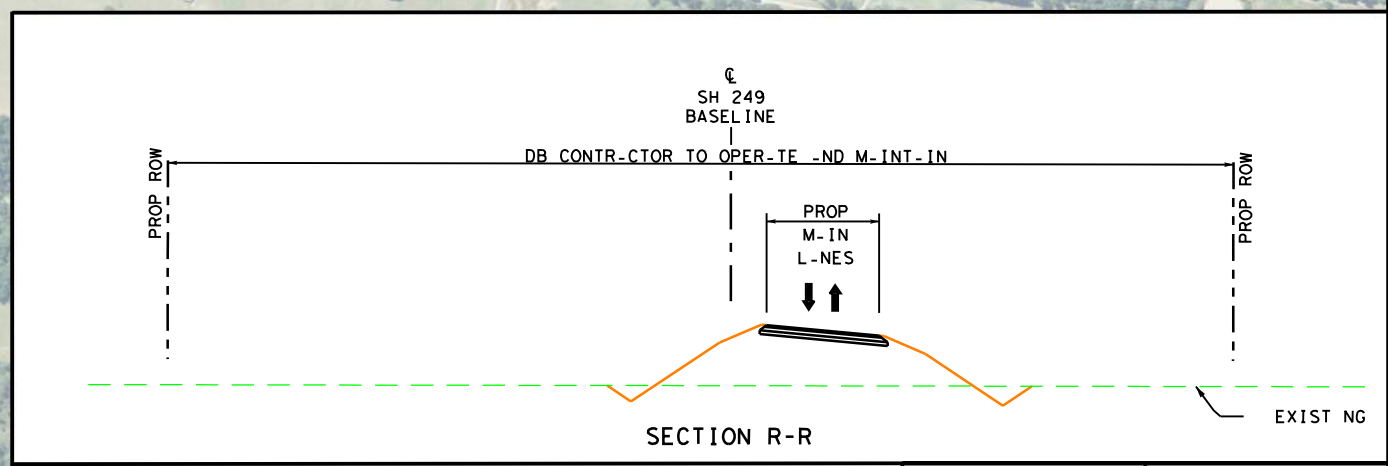 ℄
SH 249
BASELINE
DB CONTR-CTOR TO OPER-TE -ND M-INT-IN
PROP ROW
PROP ROW
PROP
M-IN
L-NES
EXIST NG
SECTION R-R